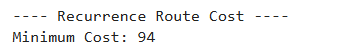 ---- Recurrence Route Cost ----
Minimum Cost: 94